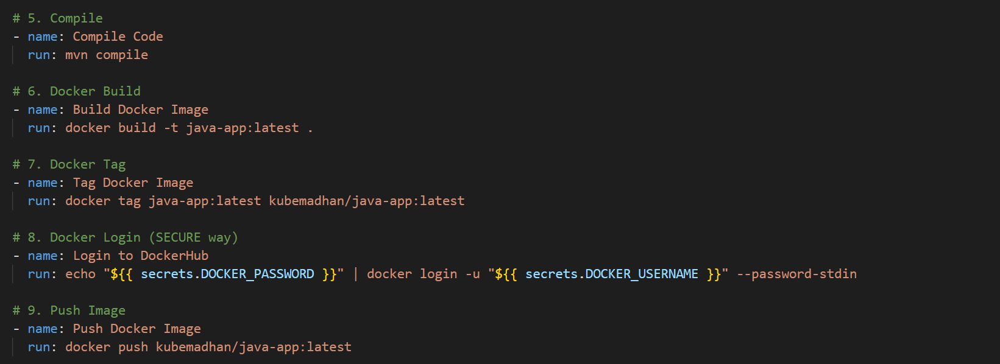 # 5. Compile
- name: Compile Code
  run: mvn compile
# 6. Docker Build
- name: Build Docker Image
  run: docker build -t java-app:latest .
# 7. Docker Tag
- name: Tag Docker Image
  run: docker tag java-app:latest kubemadhan/java-app:latest
# 8. Docker Login (SECURE way)
- name: Login to DockerHub
  run: echo "${{ secrets.DOCKER_PASSWORD }}" | docker login -u "${{ secrets.DOCKER_USERNAME }}" --password-stdin
# 9. Push Image
- name: Push Docker Image
  run: docker push kubemadhan/java-app:latest